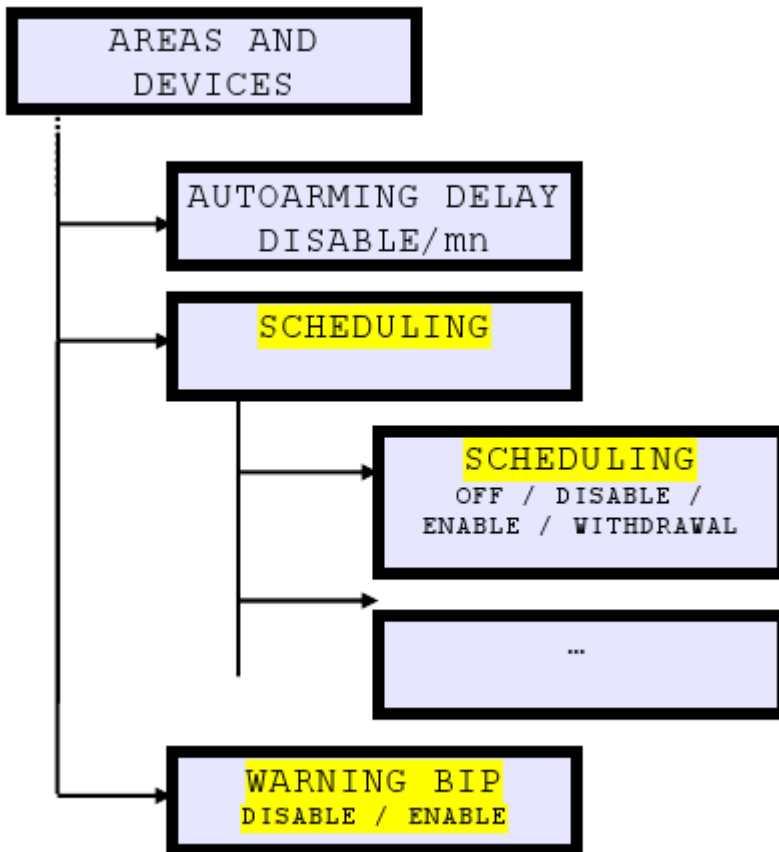 AREAS AND
DEVICES
AUTOARMING DELAY
DISABLE/mn
SCHEDULING
SCHEDULING
OFF / DISABLE /
ENABLE / WITHDRAWAL
…
WARNING BIP
DISABLE / ENABLE